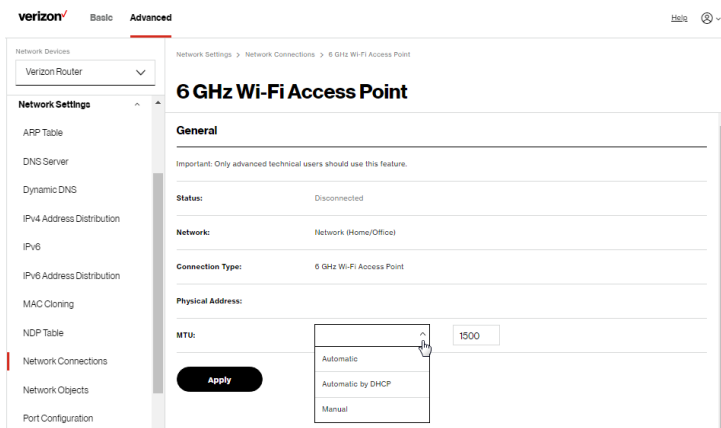 verizon Basic Advanced Help
Network Devices
Verizon Router
Network Settings
ARP Table
DNS Server
Dynamic DNS
IPv4 Address Distribution
IPv6
IPv6 Address Distribution
MAC Cloning
NDP Table
Network Connections
Network Objects
Port Configuration
Network Settings > Network Connections > 6 GHz Wi-Fi Access Point
6 GHz Wi-Fi Access Point
General
Important: Only advanced technical users should use this feature.
Status: Disconnected
Network: Network (Home/Office)
Connection Type: 6 GHz Wi-Fi Access Point
Physical Address:
MTU: 1500
Automatic
Automatic by DHCP
Manual
Apply